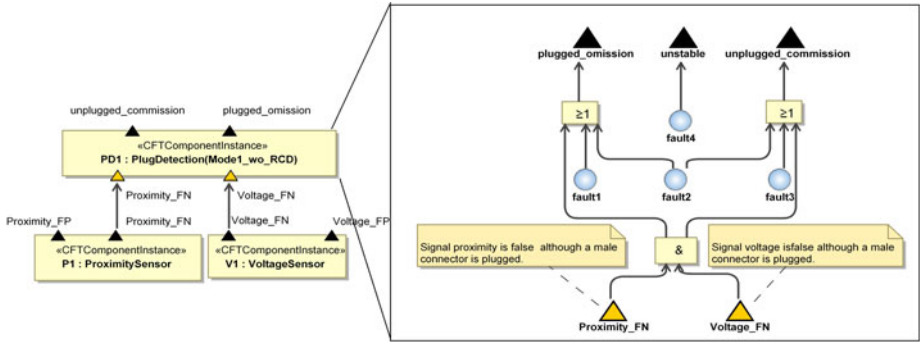 unplugged_commission
plugged_omission
«CFTComponentInstance»
PD1 : PlugDetection(Mode1_wo_RCD)
Proximity_FN
Voltage_FN
Proximity_FP
Proximity_FN
Voltage_FN
Voltage_FP
«CFTComponentInstance»
P1 : ProximitySensor
«CFTComponentInstance»
V1 : VoltageSensor
plugged_omission
unstable
unplugged_commission
≥1
≥1
fault4
fault1
fault2
fault3
Signal proximity is false although a male
connector is plugged.
&
Signal voltage isfalse although a male
connector is plugged.
Proximity_FN
Voltage_FN